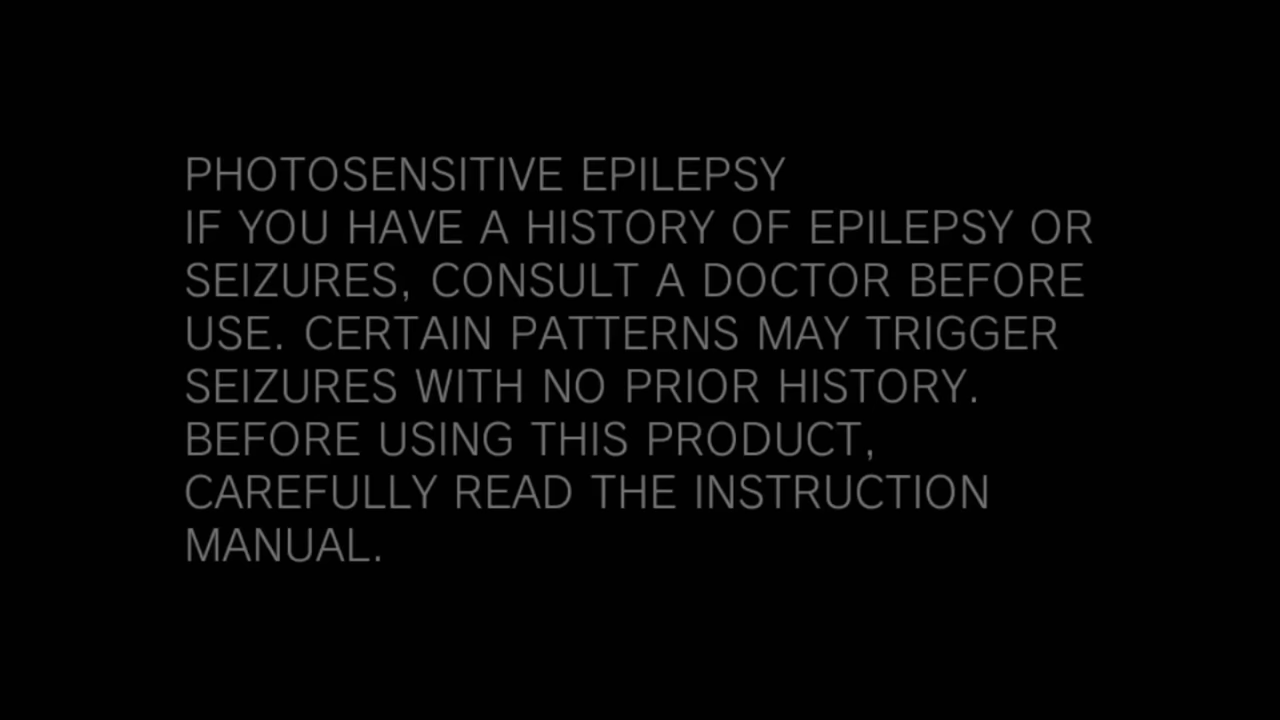 PHOTOSENSITIVE EPILEPSY
IF YOU HAVE A HISTORY OF EPILEPSY OR
SEIZURES, CONSULT A DOCTOR BEFORE
USE. CERTAIN PATTERNS MAY TRIGGER
SEIZURES WITH NO PRIOR HISTORY.
BEFORE USING THIS PRODUCT,
CAREFULLY READ THE INSTRUCTION
MANUAL.